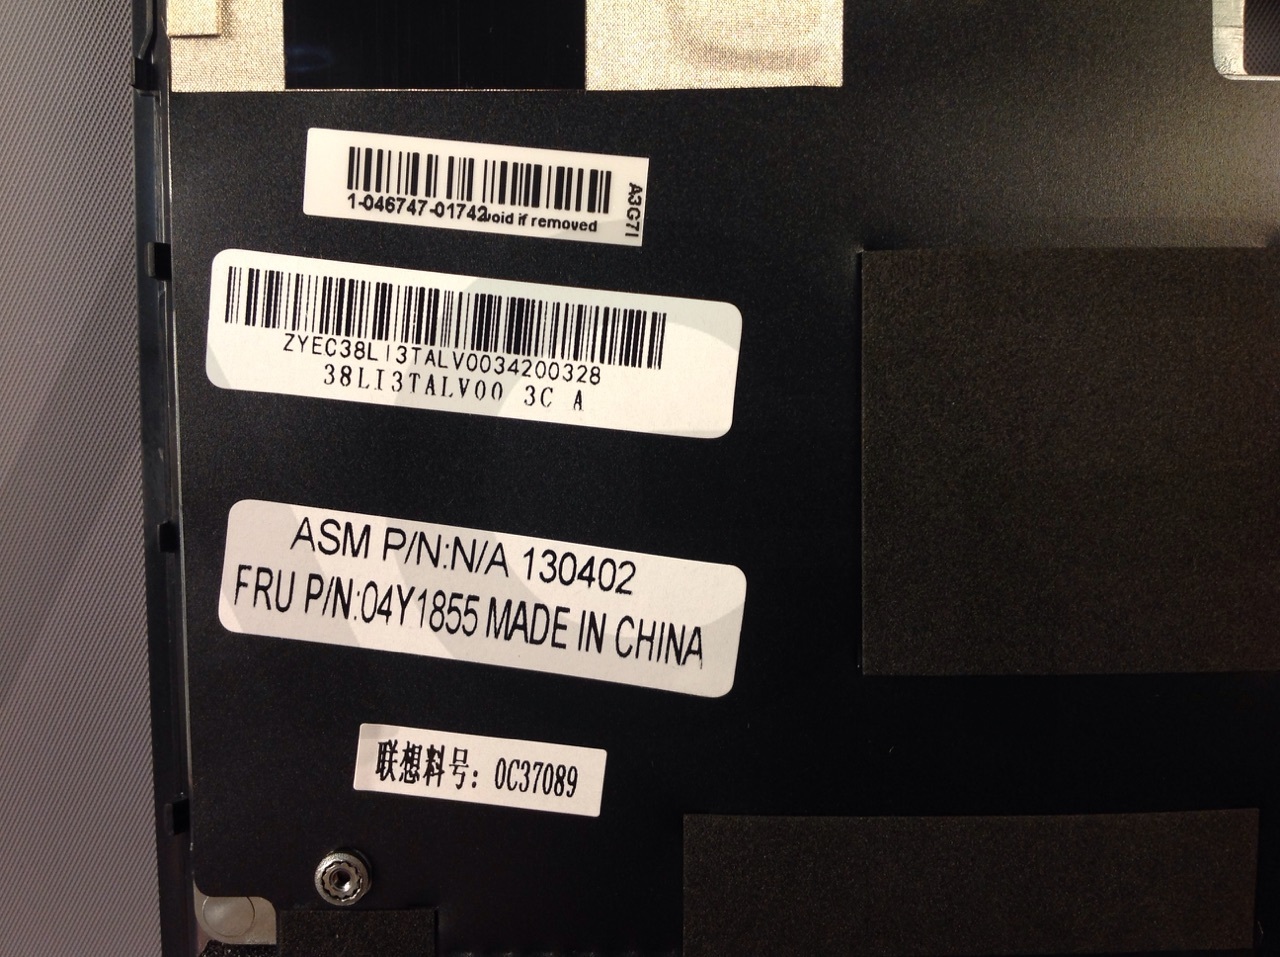 1-046747-01742
void if removed
A3G7I
ZYEC38LI3TALV0034200328
38LI3TALV00 3C A
ASM P/N:N/A 130402
FRU P/N:04Y1855 MADE IN CHINA
联想料号: 0C37089